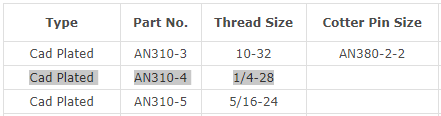 Type Part No. Thread Size Cotter Pin Size
Cad Plated AN310-3 10-32 AN380-2-2
Cad Plated AN310-4 1/4-28
Cad Plated AN310-5 5/16-24